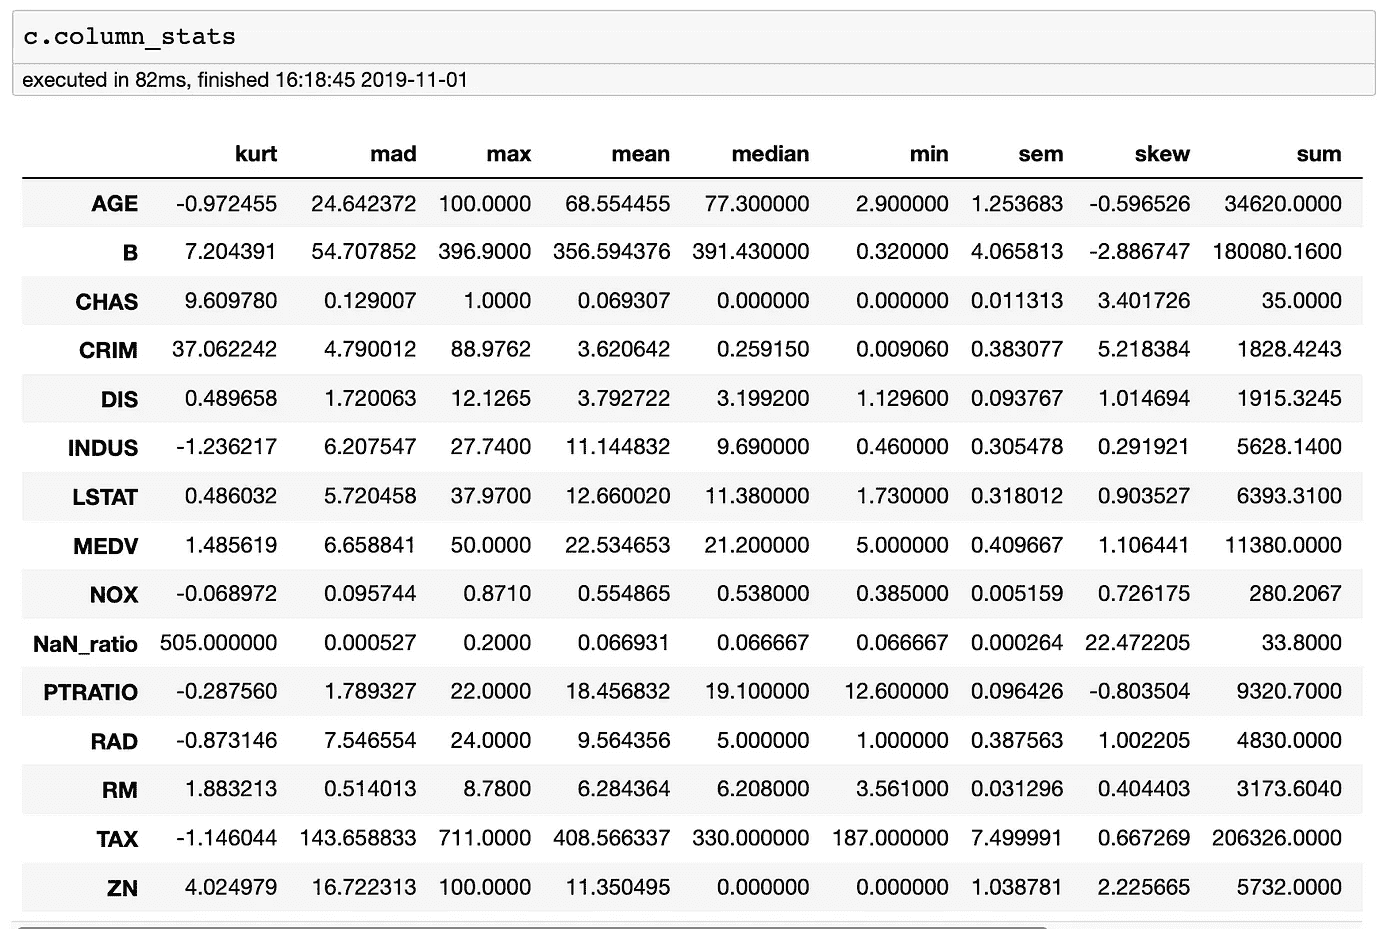 c.column_stats
executed in 82ms, finished 16:18:45 2019-11-01
kurt mad max mean median min sem skew sum
AGE -0.972455 24.642372 100.0000 68.554455 77.300000 2.900000 1.253683 -0.596526 34620.0000
B 7.204391 54.707852 396.9000 356.594376 391.430000 0.320000 4.065813 -2.886747 180080.1600
CHAS 9.609780 0.129007 1.0000 0.069307 0.000000 0.000000 0.011313 3.401726 35.0000
CRIM 37.062242 4.790012 88.9762 3.620642 0.259150 0.009060 0.383077 5.218384 1828.4243
DIS 0.489658 1.720063 12.1265 3.792722 3.199200 1.129600 0.093767 1.014694 1915.3245
INDUS -1.236217 6.207547 27.7400 11.144832 9.690000 0.460000 0.305478 0.291921 5628.1400
LSTAT 0.486032 5.720458 37.9700 12.660020 11.380000 1.730000 0.318012 0.903527 6393.3100
MEDV 1.485619 6.658841 50.0000 22.534653 21.200000 5.000000 0.409667 1.106441 11380.0000
NOX -0.068972 0.095744 0.8710 0.554865 0.538000 0.385000 0.005159 0.726175 280.2067
NaN_ratio 505.000000 0.000527 0.2000 0.066931 0.066667 0.066667 0.000264 22.472205 33.8000
PTRATIO -0.287560 1.789327 22.0000 18.456832 19.100000 12.600000 0.096426 -0.803504 9320.7000
RAD -0.873146 7.546554 24.0000 9.564356 5.000000 1.000000 0.387563 1.002205 4830.0000
RM 1.883213 0.514013 8.7800 6.284364 6.208000 3.561000 0.031296 0.404403 3173.6040
TAX -1.146044 143.658833 711.0000 408.566337 330.000000 187.000000 7.499991 0.667269 206326.0000
ZN 4.024979 16.722313 100.0000 11.350495 0.000000 0.000000 1.038781 2.225665 5732.0000